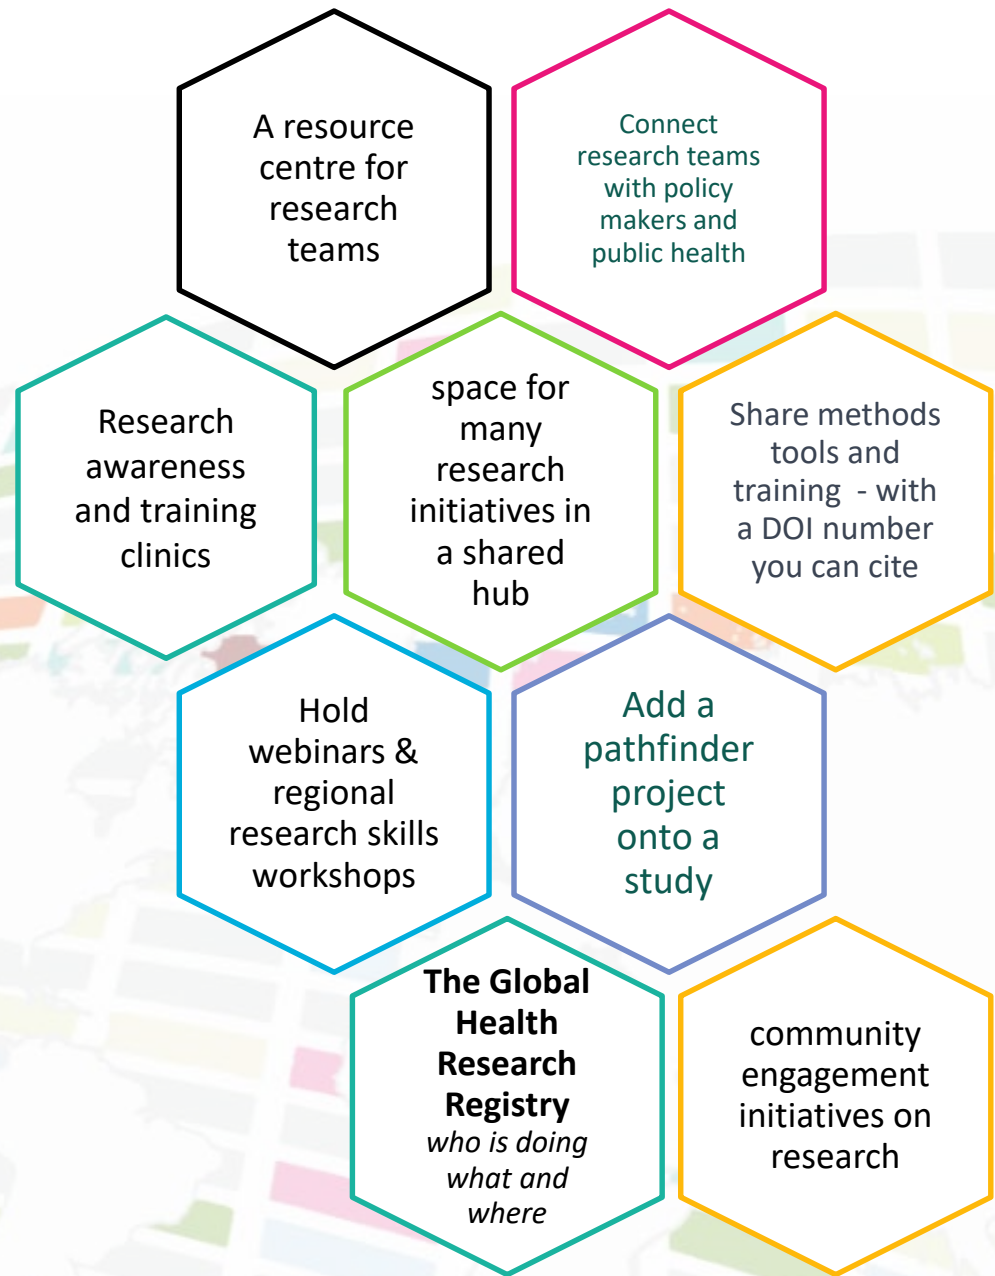 A resource
centre for
research
teams
Connect
research teams
with policy
makers and
public health
Research
awareness
and training
clinics
space for
many
research
initiatives in
a shared
hub
Share methods
tools and
training  - with
a DOI number
you can cite
Hold
webinars &
regional
research skills
workshops
Add a
pathfinder
project
onto a
study
The Global
Health
Research
Registry
who is doing
what and
where
community
engagement
initiatives on
research